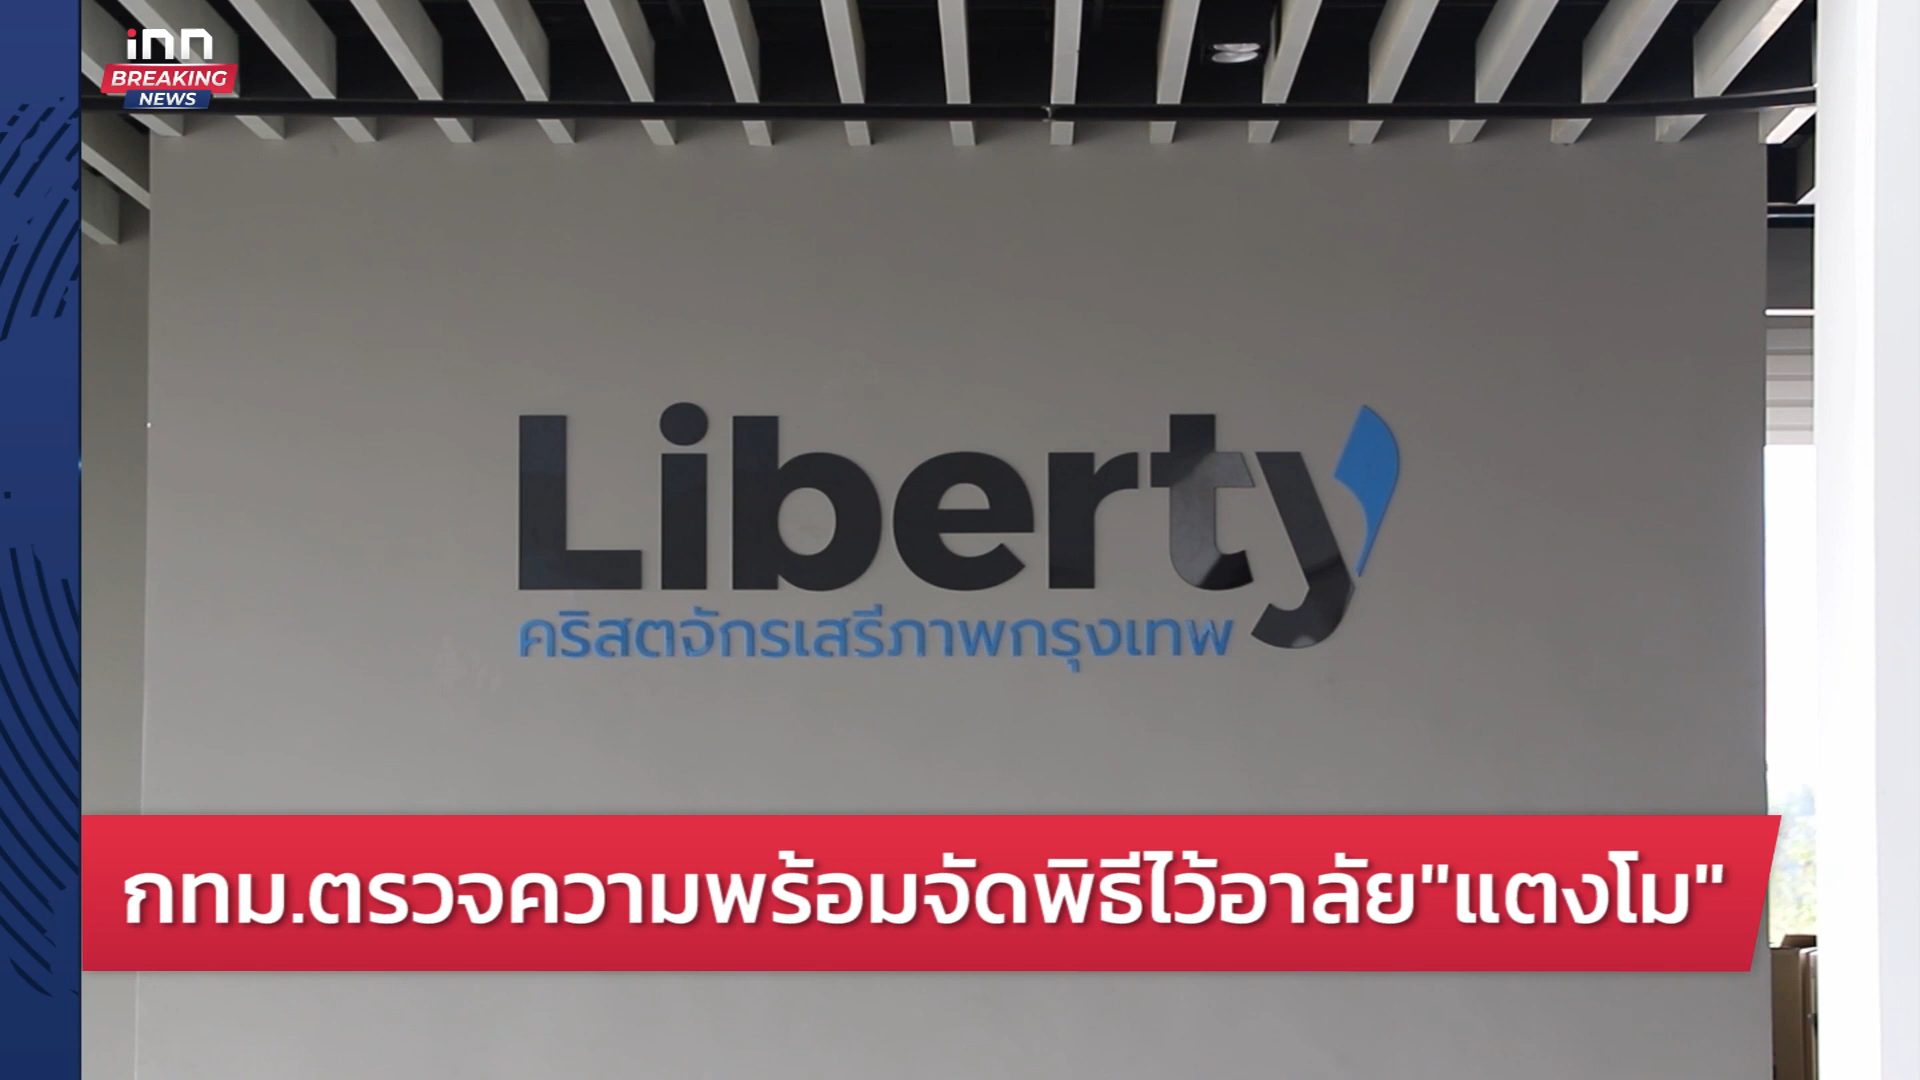 inn
BREAKING
NEWS
Liberty
คริสตจักรเสรีภาพกรุงเทพ
กทม.ตรวจความพร้อมจัดพิธีไว้อาลัย"แตงโม"